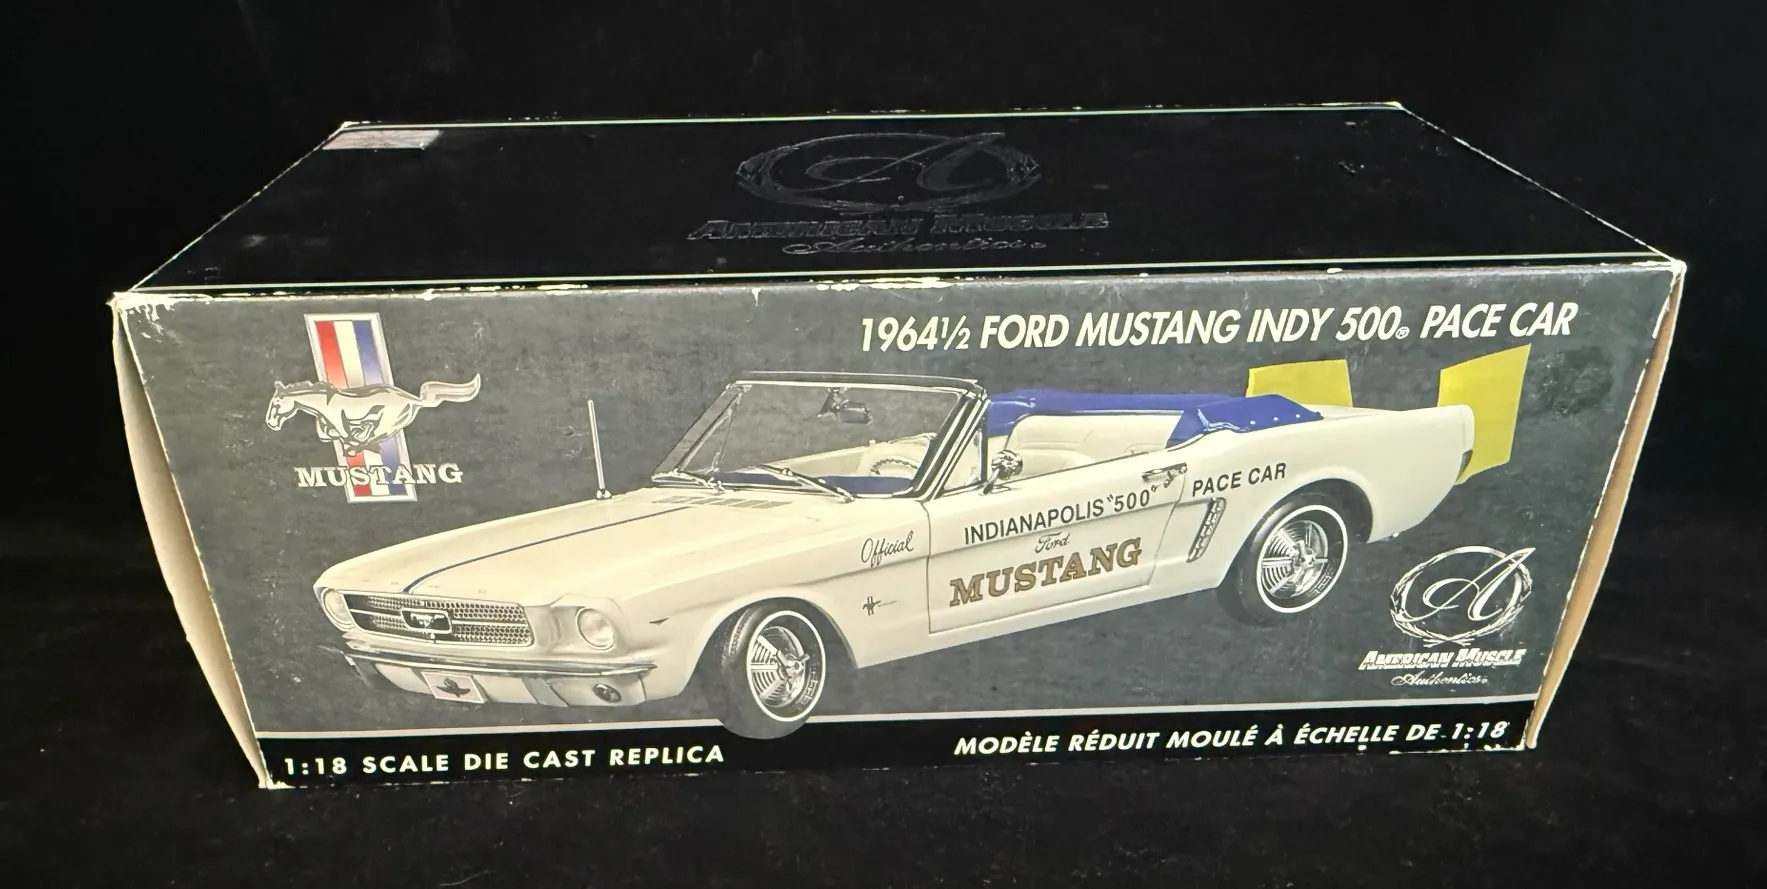 AMERICAN MUSCLE
Authentics
1964½ FORD MUSTANG INDY 500® PACE CAR
MUSTANG
Official
INDIANAPOLIS "500"
PACE CAR
Ford
MUSTANG
A
AMERICAN MUSCLE
Authentics
1:18 SCALE DIE CAST REPLICA
MODÈLE RÉDUIT MOULÉ À ÉCHELLE DE 1:18